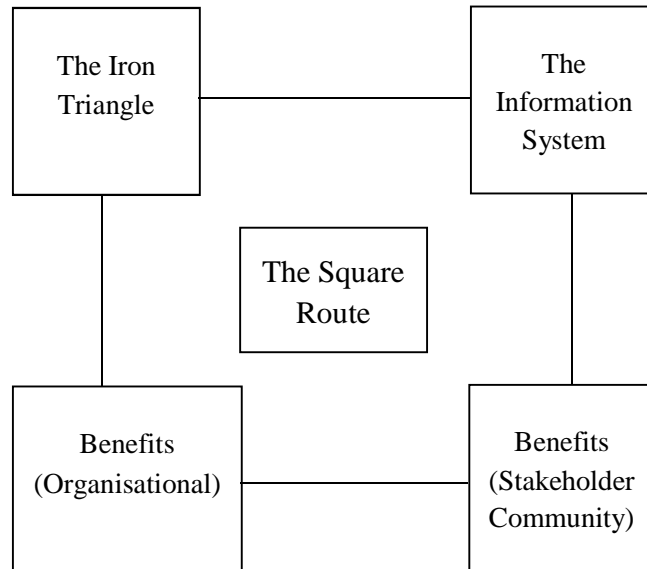 The Iron
Triangle
The
Information
System
The Square
Route
Benefits
(Organisational)
Benefits
(Stakeholder
Community)